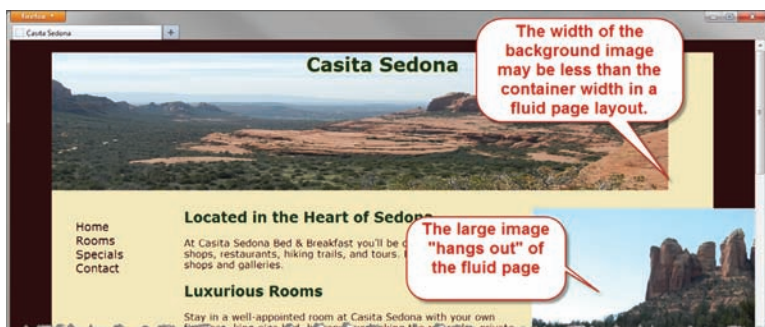 Firefox
Casita Sedona
Casita Sedona
The width of the
background image
may be less than the
container width in a
fluid page layout.
Home
Rooms
Specials
Contact
Located in the Heart of Sedona
At Casita Sedona Bed & Breakfast you'll be
shops, restaurants, hiking trails, and tours.
shops and galleries.
The large image
"hangs out" of
the fluid page
Luxurious Rooms
Stay in a well-appointed room at Casita Sedona with your own